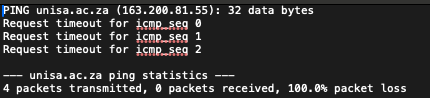 PING unisa.ac.za (163.200.81.55): 32 data bytes
Request timeout for icmp_seq 0
Request timeout for icmp_seq 1
Request timeout for icmp_seq 2
--- unisa.ac.za ping statistics ---
4 packets transmitted, 0 packets received, 100.0% packet loss